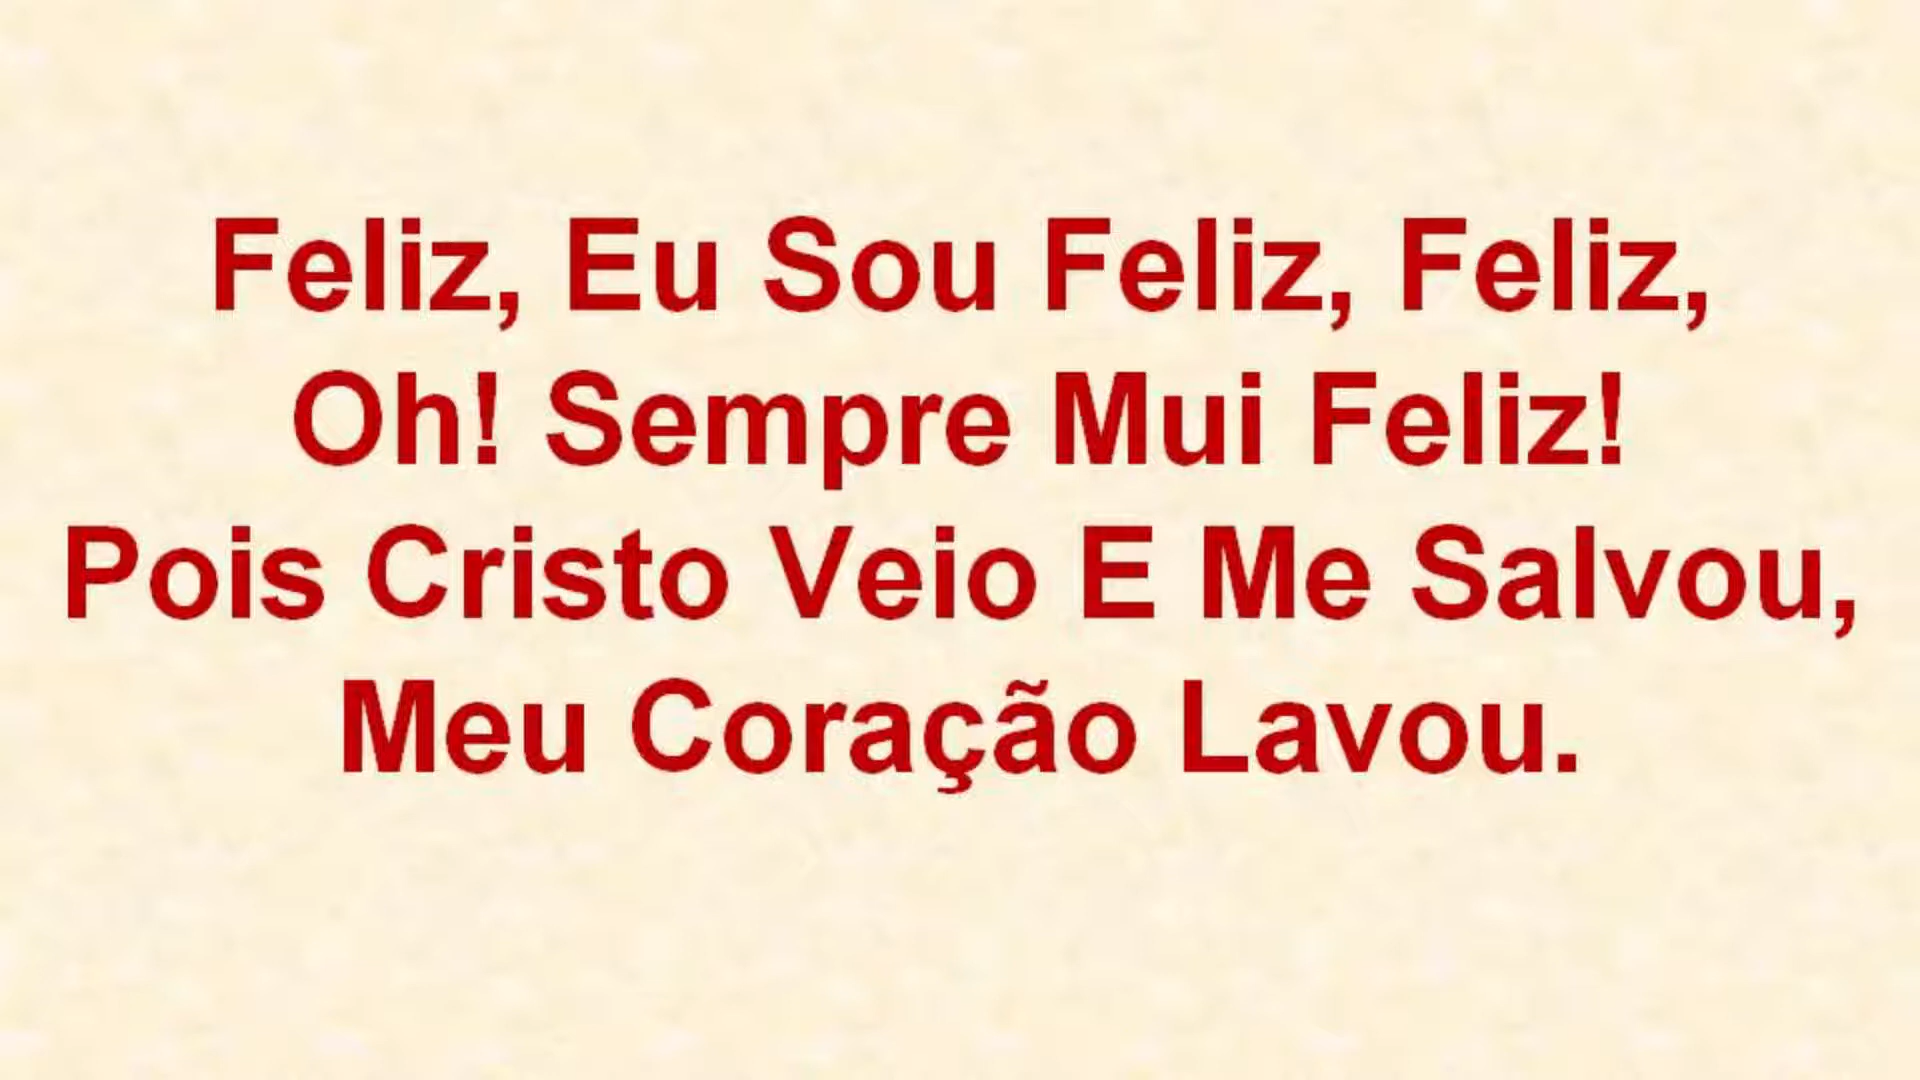 Feliz, Eu Sou Feliz, Feliz,
Oh! Sempre Mui Feliz!
Pois Cristo Veio E Me Salvou,
Meu Coração Lavou.